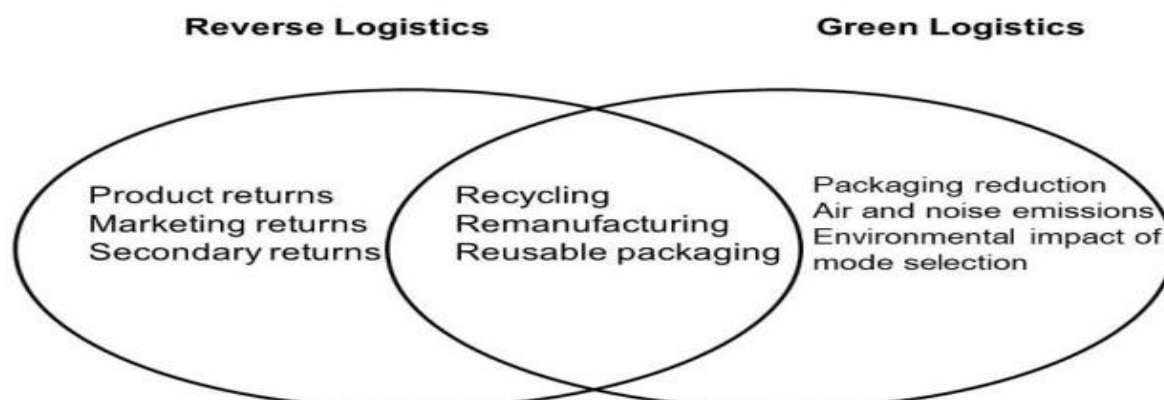 Reverse Logistics
Green Logistics
Product returns
Marketing returns
Secondary returns
Recycling
Remanufacturing
Reusable packaging
Packaging reduction
Air and noise emissions
Environmental impact of
mode selection